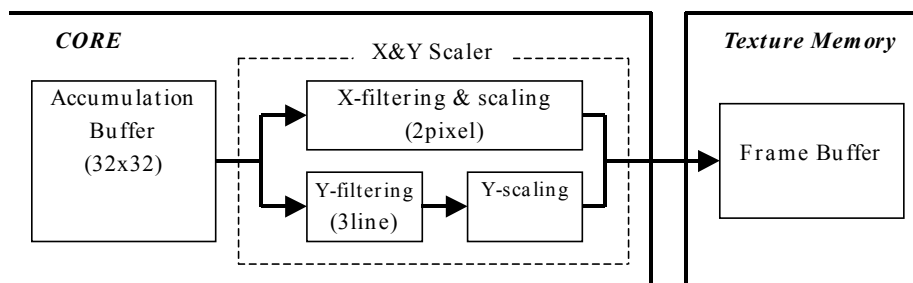 CORE
Texture Memory
X&Y Scaler
Accumulation
Buffer
(32x32)
X-filtering & scaling
(2pixel)
Y-filtering
(3line)
Y-scaling
Frame Buffer